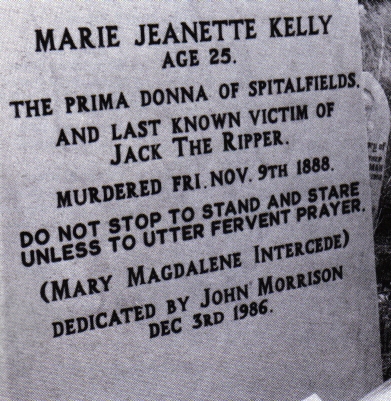 MARIE JEANETTE KELLY
AGE 25.
THE PRIMA DONNA OF SPITALFIELDS.
AND LAST KNOWN VICTIM OF
JACK THE RIPPER.
MURDERED FRI. NOV. 9TH 1888.
DO NOT STOP TO STAND AND STARE
UNLESS TO UTTER FERVENT PRAYER.
(MARY MAGDALENE INTERCEDE)
DEDICATED BY JOHN MORRISON
DEC 3RD 1986.